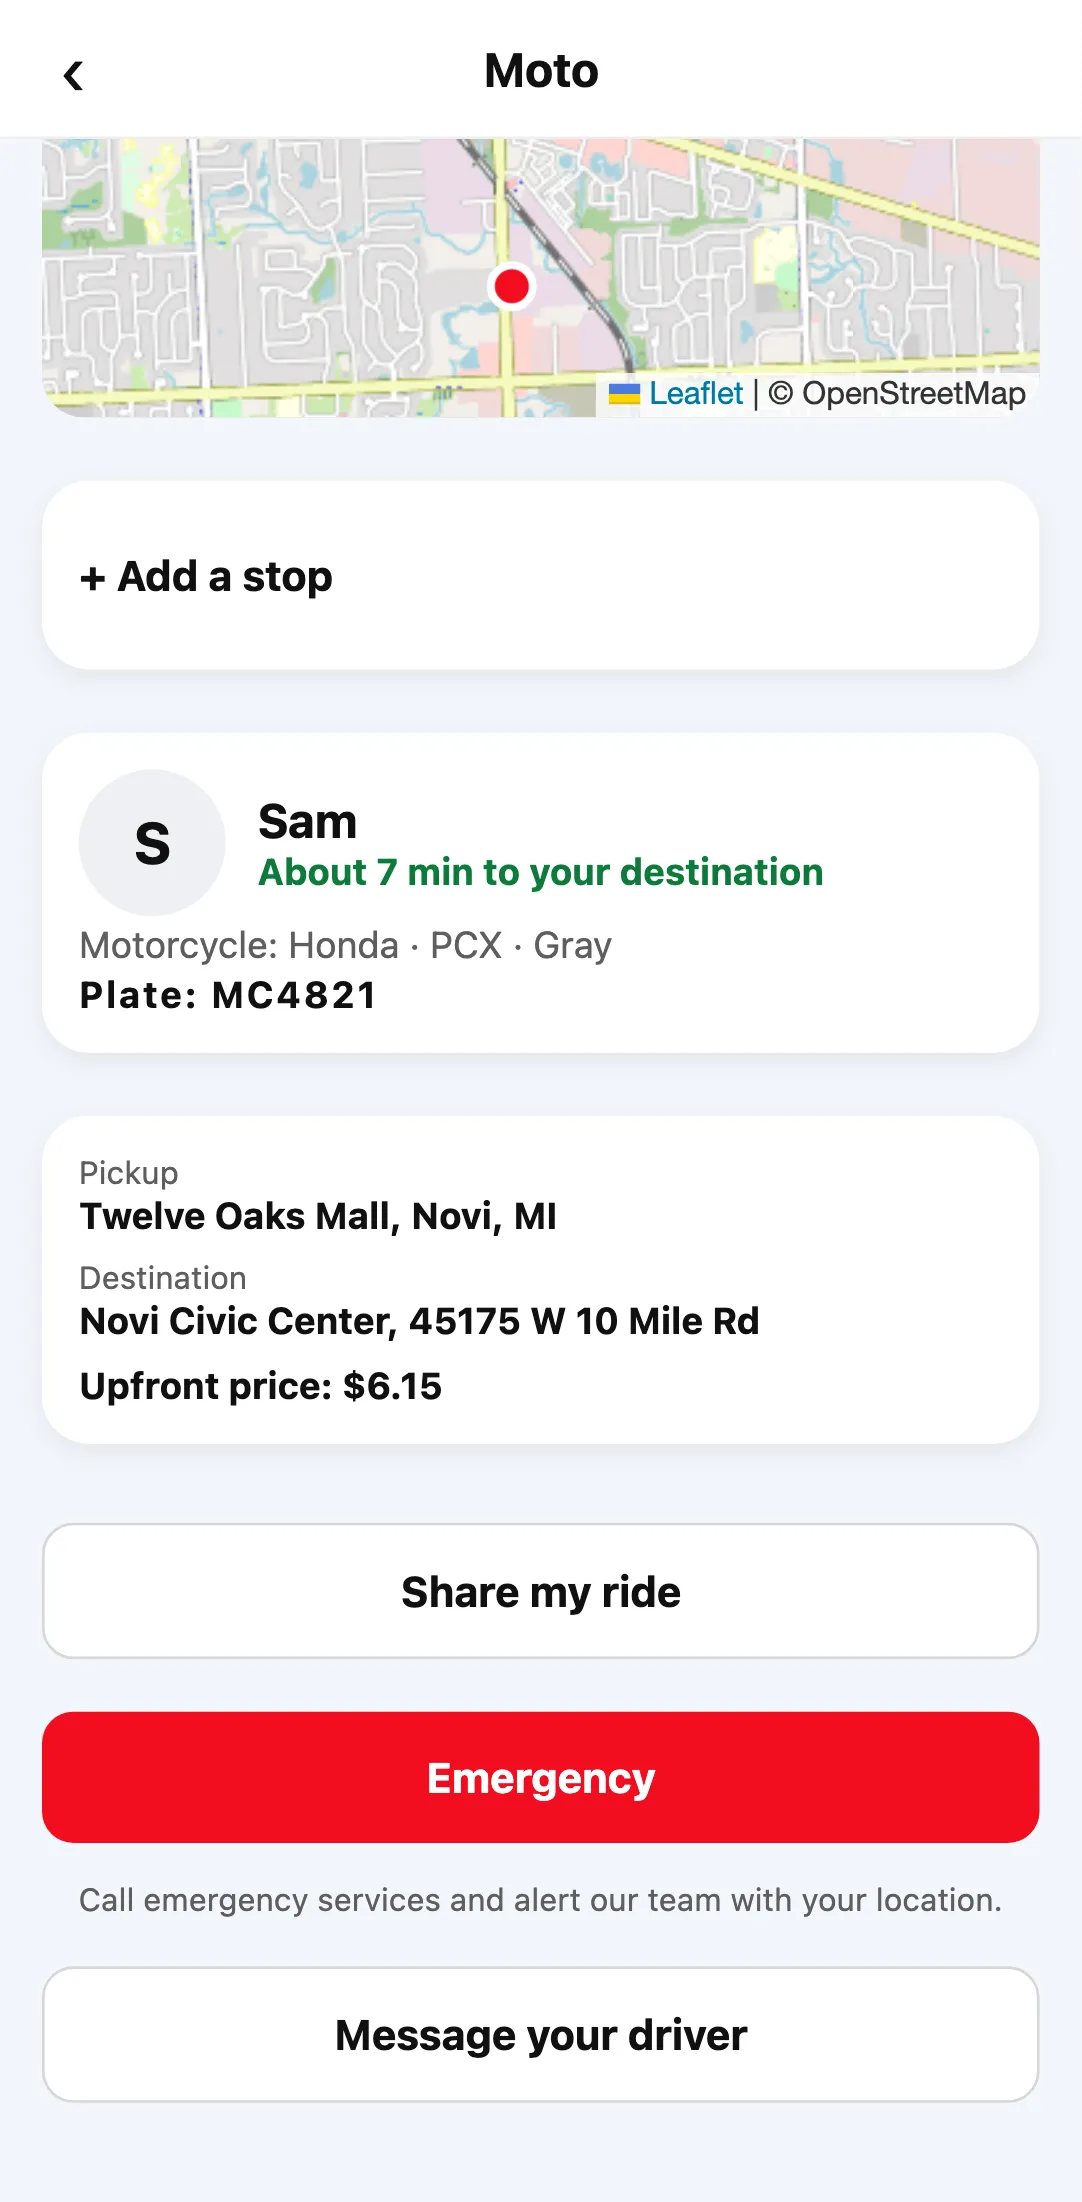 Moto
Leaflet | © OpenStreetMap
+ Add a stop
S
Sam
About 7 min to your destination
Motorcycle: Honda · PCX · Gray
Plate: MC4821
Pickup
Twelve Oaks Mall, Novi, MI
Destination
Novi Civic Center, 45175 W 10 Mile Rd
Upfront price: $6.15
Share my ride
Emergency
Call emergency services and alert our team with your location.
Message your driver